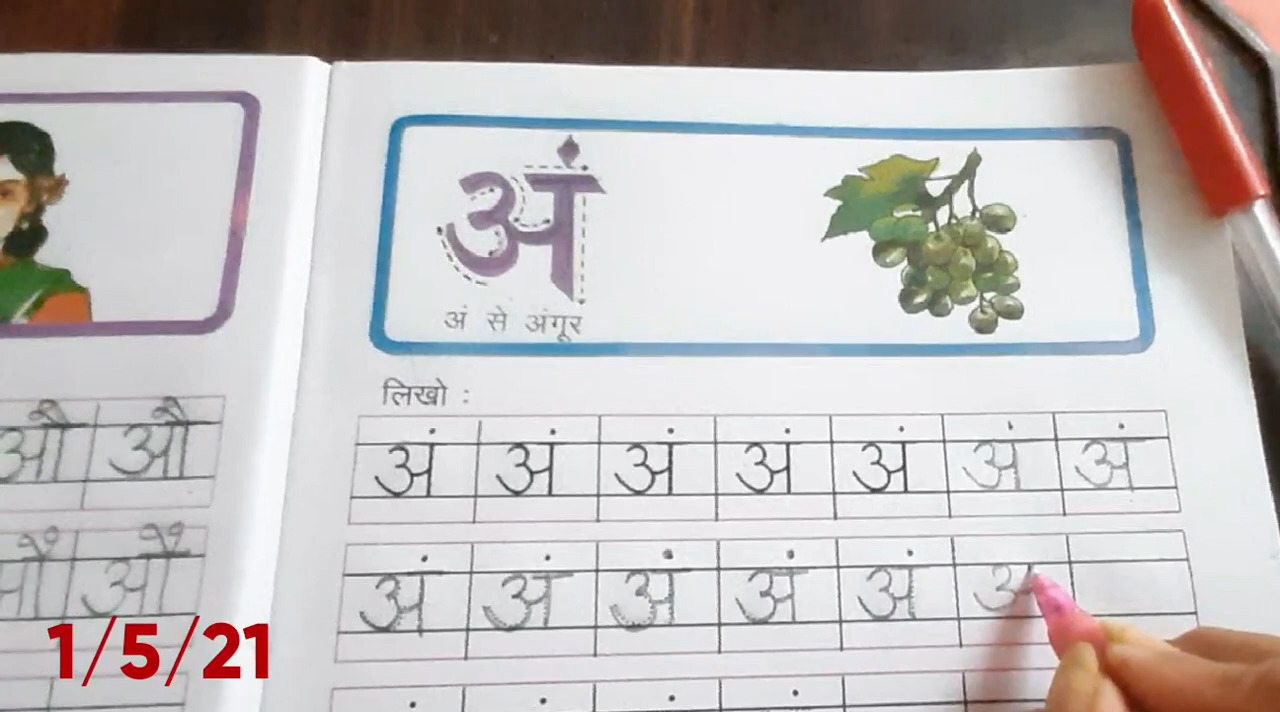 अं
अं से अंगूर
लिखो :
औ औ
अं अं अं अं अं अं अं
औ औ
अं अं अं अं अं अ
1/5/21